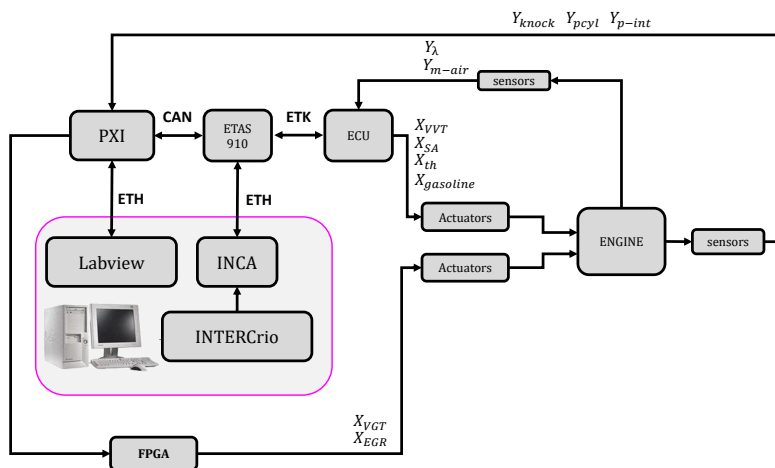 Y_knock Y_pcyl Y_p−int
Y_λ
Y_m−air
sensors
CAN
ETK
PXI
ETAS
910
ECU
X_VVT
X_SA
X_th
X_gasoline
ETH
ETH
Actuators
ENGINE
sensors
Labview
INCA
Actuators
INTERCrio
X_VGT
X_EGR
FPGA